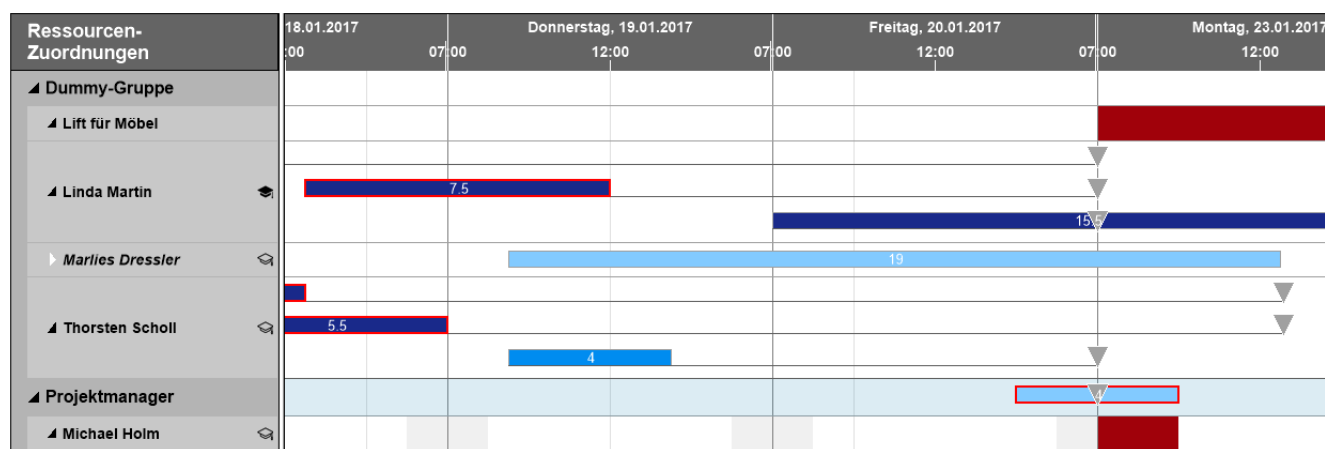 Ressourcen-
Zuordnungen
18.01.2017 Donnerstag, 19.01.2017 Freitag, 20.01.2017 Montag, 23.01.2017
:00 07:00 12:00 07:00 12:00 07:00 12:00
Dummy-Gruppe
Lift für Möbel
Linda Martin
7.5
15.5
Marlies Dressler 19
Thorsten Scholl 5.5
4
Projektmanager 4
Michael Holm